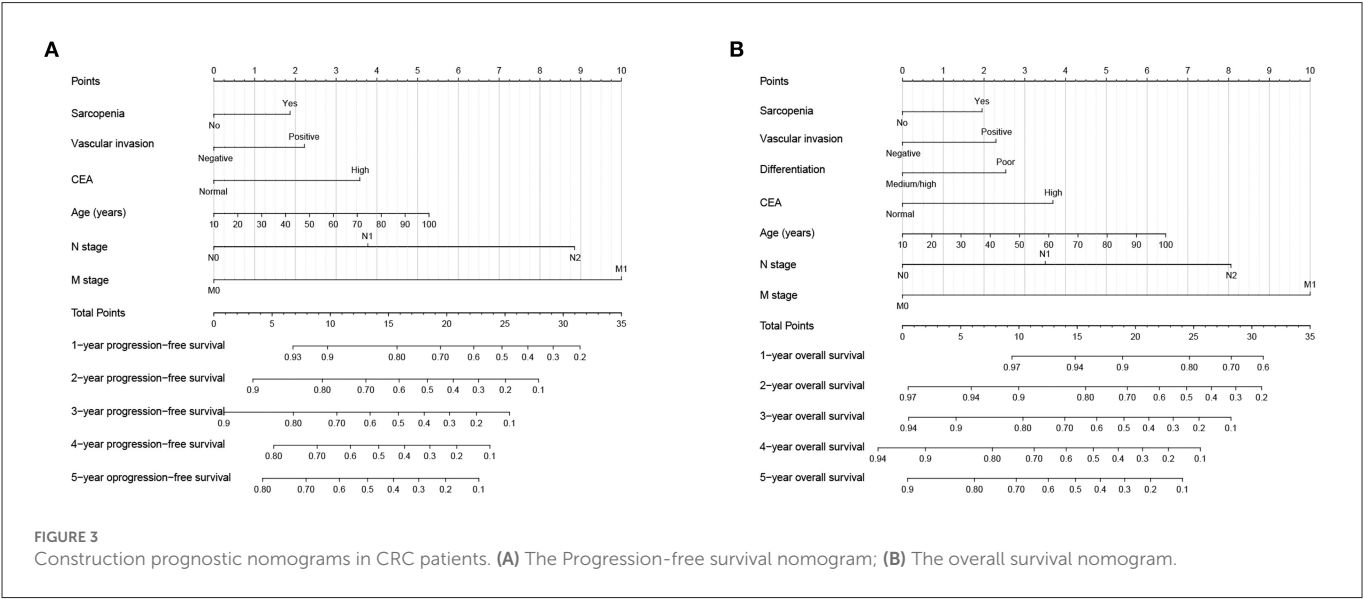 A
Points
0 1 2 3 4 5 6 7 8 9 10
Sarcopenia
Yes
No
Vascular invasion
Positive
Negative
CEA
High
Normal
Age (years)
10 20 30 40 50 60 70 80 90 100
N stage
N1
N0 N2
M stage
M1
M0
Total Points
0 5 10 15 20 25 30 35
1−year progression−free survival
0.93 0.9 0.80 0.70 0.6 0.5 0.4 0.3 0.2
2−year progression−free survival
0.9 0.80 0.70 0.6 0.5 0.4 0.3 0.2 0.1
3−year progression−free survival
0.9 0.80 0.70 0.6 0.5 0.4 0.3 0.2 0.1
4−year progression−free survival
0.80 0.70 0.6 0.5 0.4 0.3 0.2 0.1
5−year oprogression−free survival
0.80 0.70 0.6 0.5 0.4 0.3 0.2 0.1
B
Points
0 1 2 3 4 5 6 7 8 9 10
Sarcopenia
Yes
No
Vascular invasion
Positive
Negative
Differentiation
Poor
Medium/high
CEA
High
Normal
Age (years)
10 20 30 40 50 60 70 80 90 100
N stage
N1
N0 N2
M stage
M1
M0
Total Points
0 5 10 15 20 25 30 35
1−year overall survival
0.97 0.94 0.9 0.80 0.70 0.6
2−year overall survival
0.97 0.94 0.9 0.80 0.70 0.6 0.5 0.4 0.3 0.2
3−year overall survival
0.94 0.9 0.80 0.70 0.6 0.5 0.4 0.3 0.2 0.1
4−year overall survival
0.94 0.9 0.80 0.70 0.6 0.5 0.4 0.3 0.2 0.1
5−year overall survival
0.9 0.80 0.70 0.6 0.5 0.4 0.3 0.2 0.1
FIGURE 3
Construction prognostic nomograms in CRC patients. (A) The Progression-free survival nomogram; (B) The overall survival nomogram.